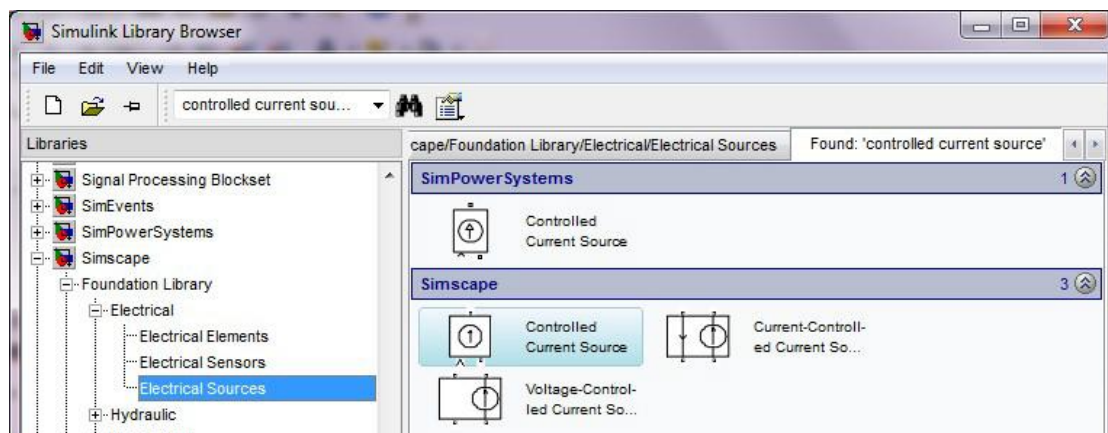 Simulink Library Browser
File Edit View Help
controlled current sou...
Libraries
Signal Processing Blockset
SimEvents
SimPowerSystems
Simscape
Foundation Library
Electrical
Electrical Elements
Electrical Sensors
Electrical Sources
Hydraulic
cape/Foundation Library/Electrical/Electrical Sources
Found: 'controlled current source'
SimPowerSystems 1
Controlled
Current Source
Simscape 3
Controlled
Current Source
Current-Controll-
ed Current So...
Voltage-Control-
led Current So...